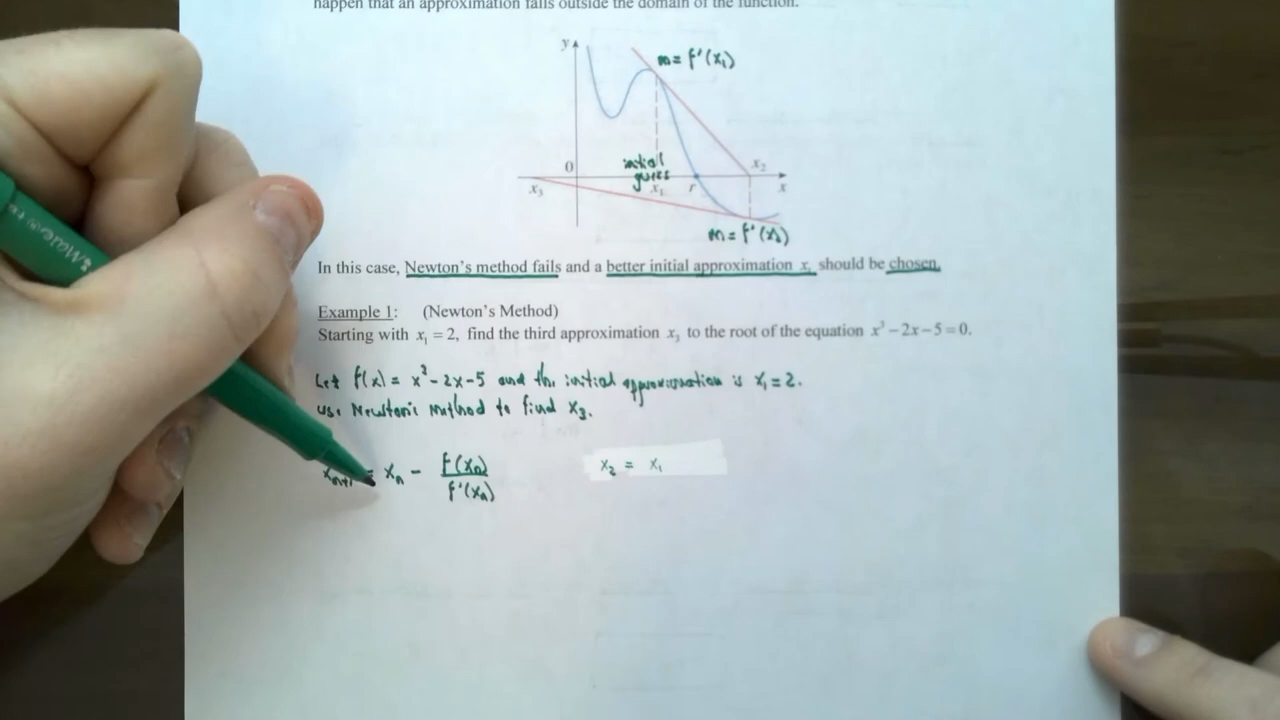 happen that an approximation falls outside the domain of the function.
y
m = f'(x₁)
0
initial
guess
x₂
x₃
x₁
r
x
m = f'(x₂)
In this case, Newton's method fails and a better initial approximation x₁ should be chosen.
Example 1: (Newton's Method)
Starting with x₁ = 2, find the third approximation x₃ to the root of the equation x³ − 2x − 5 = 0.
Let f(x) = x³ - 2x - 5 and the initial approximation is x₁ = 2.
Use Newton's Method to find x₃.
xₙ₊₁ = xₙ - f(xₙ)/f'(xₙ)
x₂ = x₁